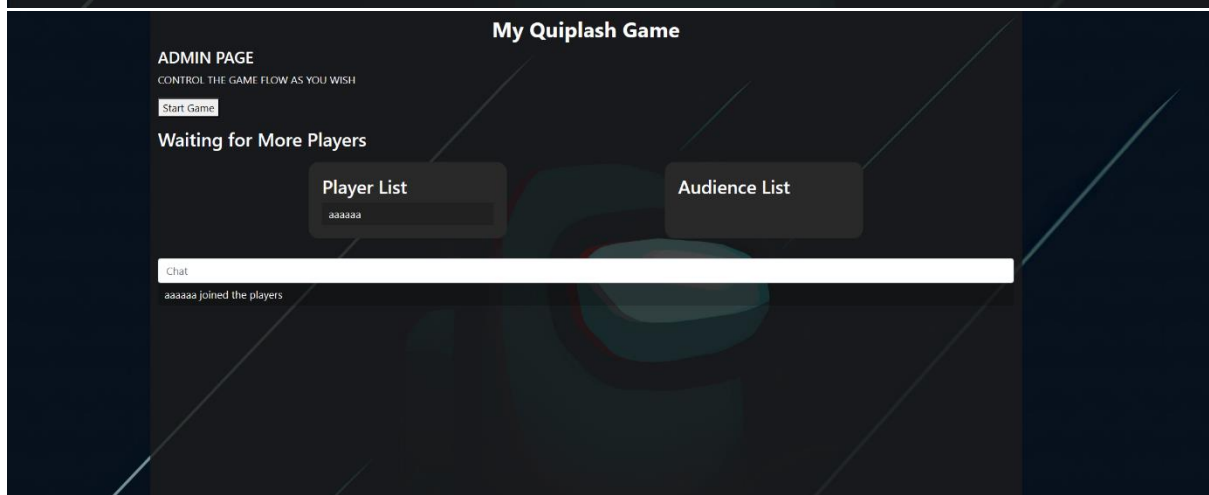 My Quiplash Game
ADMIN PAGE
CONTROL THE GAME FLOW AS YOU WISH
Start Game
Waiting for More Players
Player List
Audience List
aaaaaa
Chat
aaaaaa joined the players